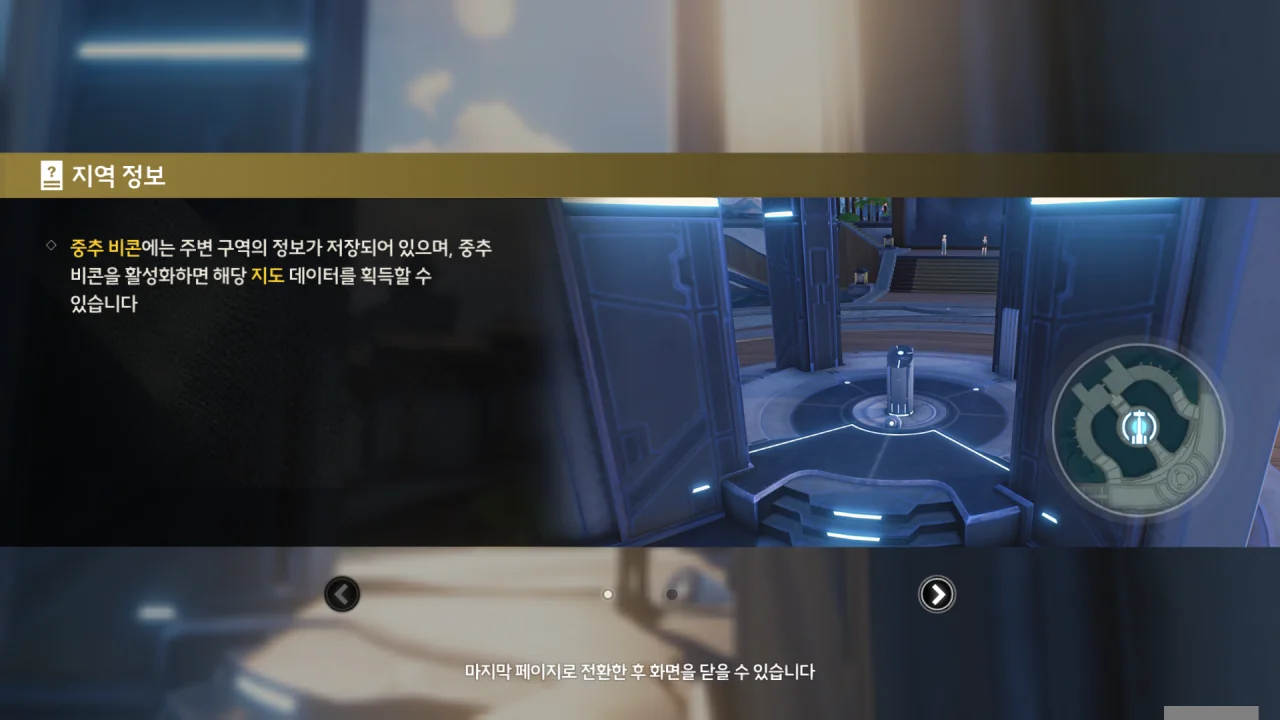 지역 정보
중추 비콘에는 주변 구역의 정보가 저장되어 있으며, 중추
비콘을 활성화하면 해당 지도 데이터를 획득할 수
있습니다
마지막 페이지로 전환한 후 화면을 닫을 수 있습니다